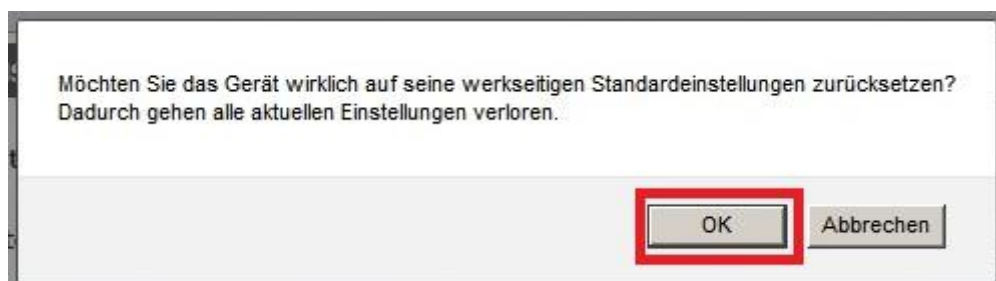 Möchten Sie das Gerät wirklich auf seine werkseitigen Standardeinstellungen zurücksetzen?
Dadurch gehen alle aktuellen Einstellungen verloren.
OK Abbrechen